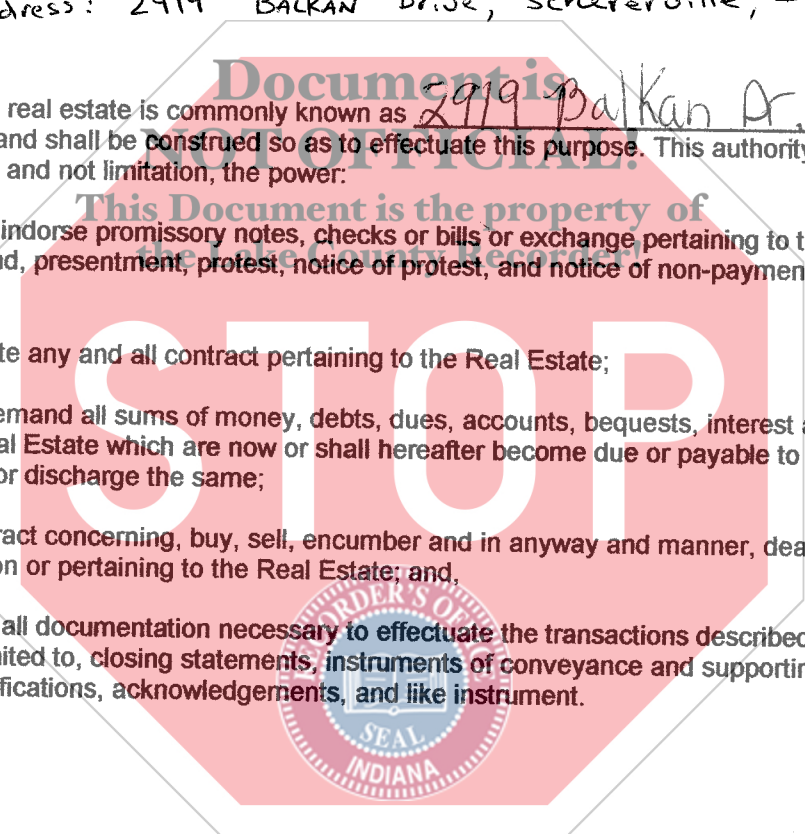 dress: 2919 BALKAN Drive, Schererville,
Document is
real estate is commonly known as 2919 Balkan Dr,
and shall be construed so as to effectuate this purpose. This authority
NOT OFFICIAL!
and not limitation, the power:
This Document is the property of
indorse promissory notes, checks or bills or exchange pertaining to t
the Lake County Recorder!
nd, presentment, protest, notice of protest, and notice of non-paymen
STOP
te any and all contract pertaining to the Real Estate;
emand all sums of money, debts, dues, accounts, bequests, interest a
al Estate which are now or shall hereafter become due or payable to
or discharge the same;
ract concerning, buy, sell, encumber and in anyway and manner, dea
on or pertaining to the Real Estate; and,
all documentation necessary to effectuate the transactions described
ited to, closing statements, instruments of conveyance and supportin
fications, acknowledgements, and like instrument.
RECORDER'S OFFICE
SEAL
INDIANA